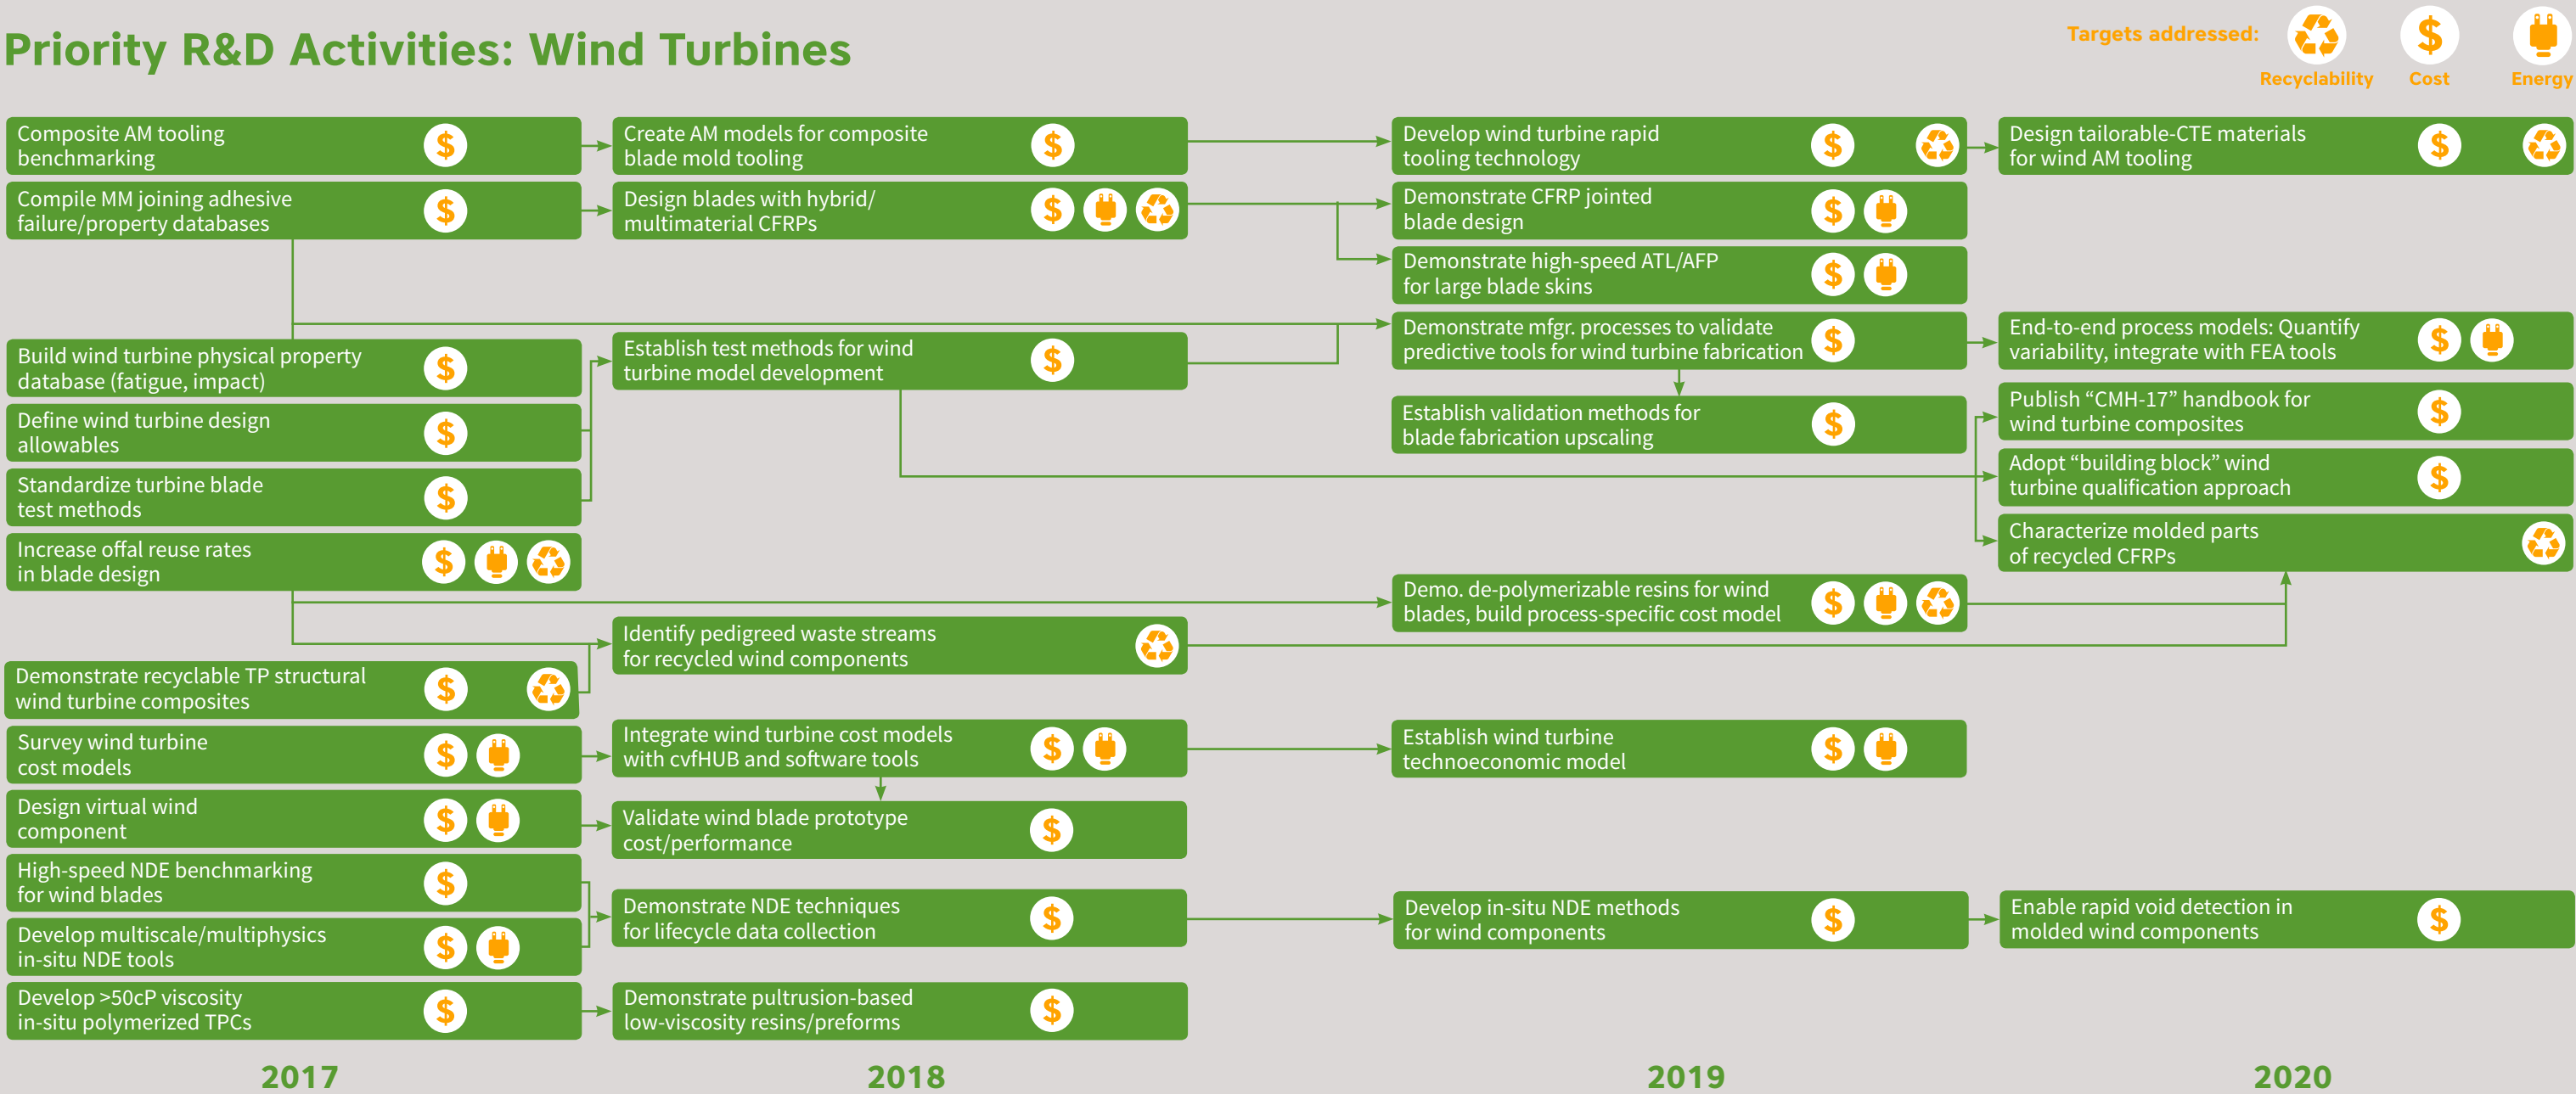 Priority R&D Activities: Wind Turbines
Targets addressed:
Recyclability
Cost
Energy
Composite AM tooling
benchmarking
Compile MM joining adhesive
failure/property databases
Build wind turbine physical property
database (fatigue, impact)
Define wind turbine design
allowables
Standardize turbine blade
test methods
Increase offal reuse rates
in blade design
Demonstrate recyclable TP structural
wind turbine composites
Survey wind turbine
cost models
Design virtual wind
component
High-speed NDE benchmarking
for wind blades
Develop multiscale/multiphysics
in-situ NDE tools
Develop >50cP viscosity
in-situ polymerized TPCs
2017
Create AM models for composite
blade mold tooling
Design blades with hybrid/
multimaterial CFRPs
Establish test methods for wind
turbine model development
Identify pedigreed waste streams
for recycled wind components
Integrate wind turbine cost models
with cvfHUB and software tools
Validate wind blade prototype
cost/performance
Demonstrate NDE techniques
for lifecycle data collection
Demonstrate pultrusion-based
low-viscosity resins/preforms
2018
Develop wind turbine rapid
tooling technology
Demonstrate CFRP jointed
blade design
Demonstrate high-speed ATL/AFP
for large blade skins
Demonstrate mfgr. processes to validate
predictive tools for wind turbine fabrication
Establish validation methods for
blade fabrication upscaling
Demo. de-polymerizable resins for wind
blades, build process-specific cost model
Establish wind turbine
technoeconomic model
Develop in-situ NDE methods
for wind components
2019
Design tailorable-CTE materials
for wind AM tooling
End-to-end process models: Quantify
variability, integrate with FEA tools
Publish “CMH-17” handbook for
wind turbine composites
Adopt “building block” wind
turbine qualification approach
Characterize molded parts
of recycled CFRPs
Enable rapid void detection in
molded wind components
2020